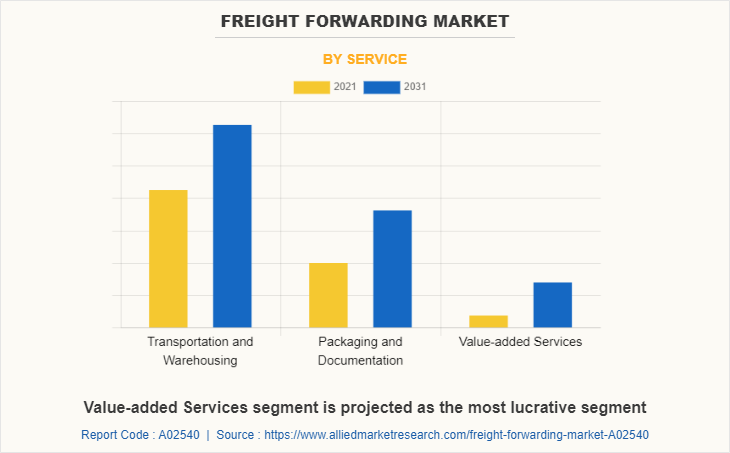 FREIGHT FORWARDING MARKET
BY SERVICE
2021 2031
Transportation and Warehousing
Packaging and Documentation
Value-added Services
Value-added Services segment is projected as the most lucrative segment
Report Code : A02540 | Source : https://www.alliedmarketresearch.com/freight-forwarding-market-A02540